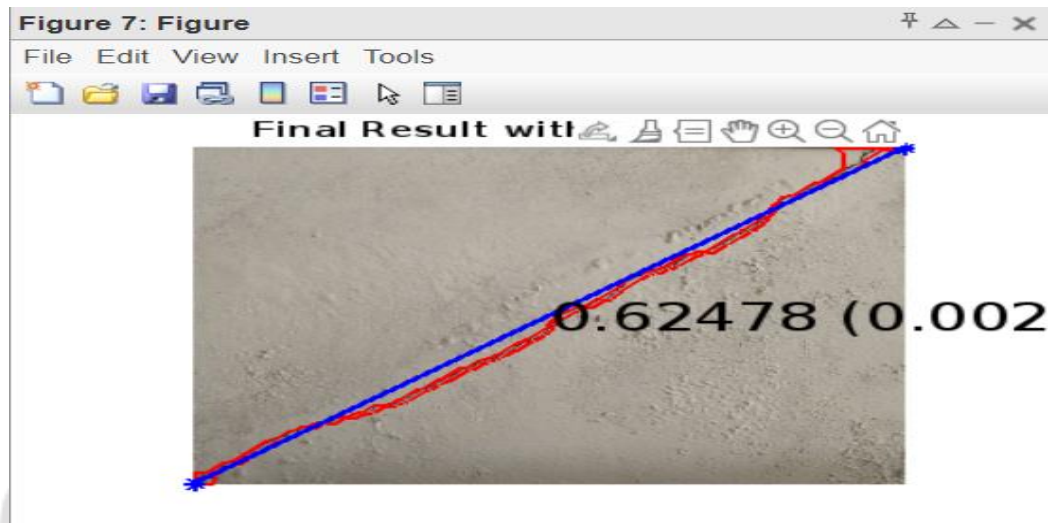 Figure 7: Figure
File Edit View Insert Tools
Final Result with
0.62478 (0.002